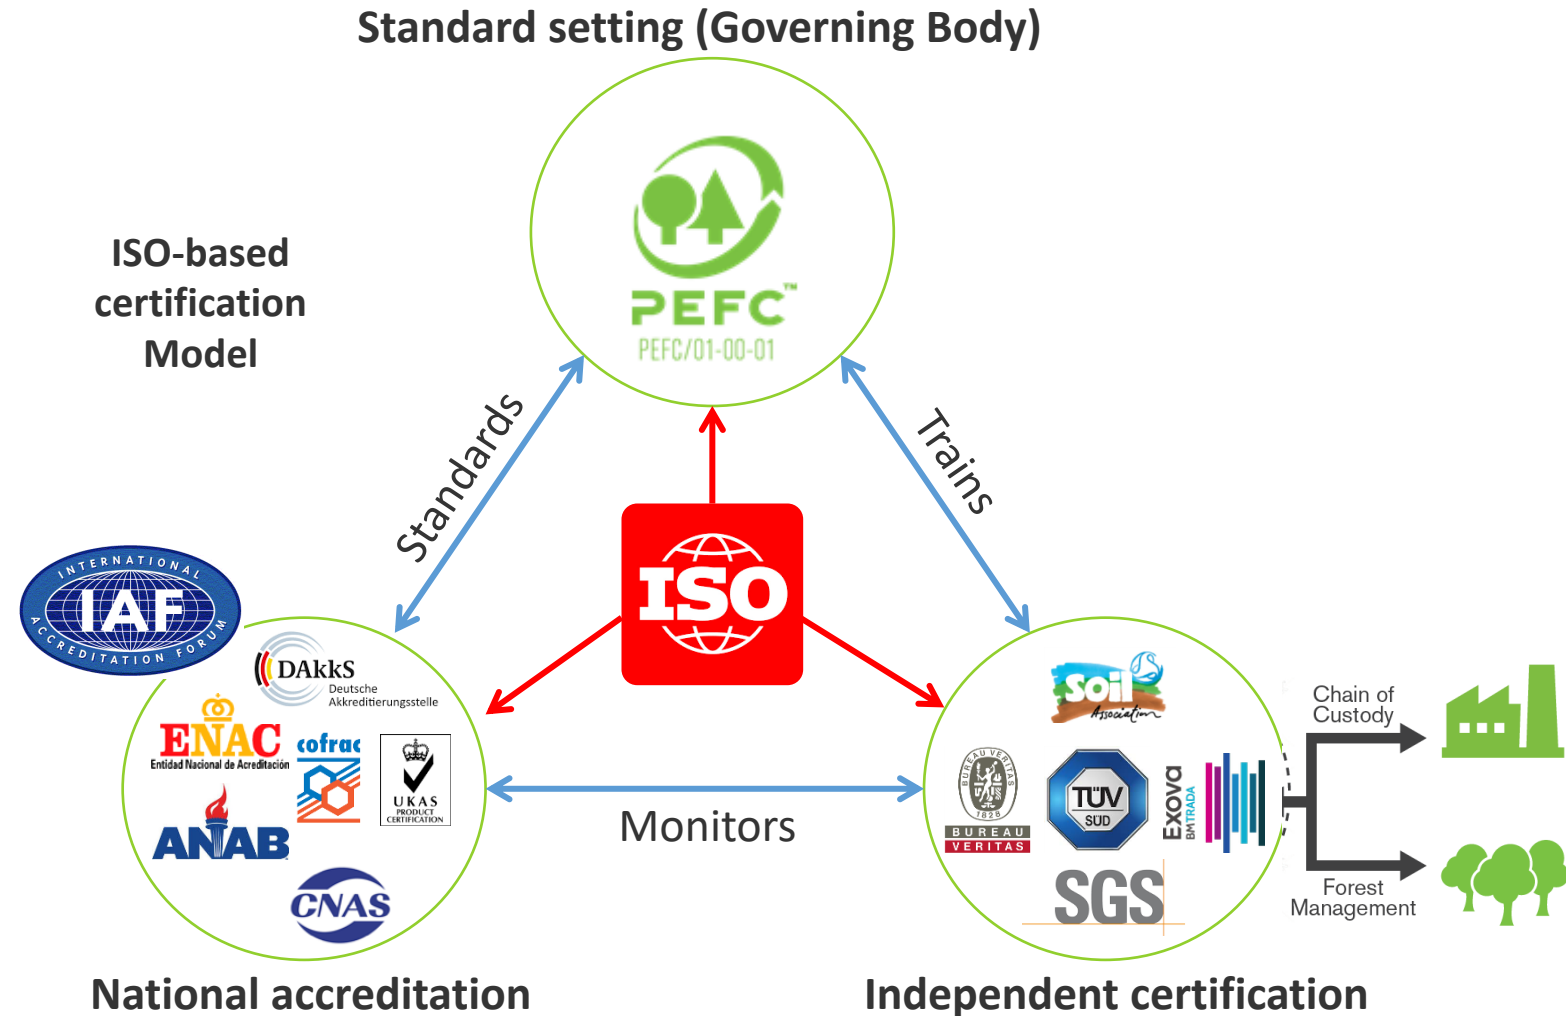 Standard setting (Governing Body)
PEFC™
PEFC/01-00-01
ISO-based
certification
Model
Standards
Trains
ISO
INTERNATIONAL
IAF
ACCREDITATION FORUM
DAkkS
Deutsche
Akkreditierungsstelle
ENAC
Entidad Nacional de Acreditación
cofrac
UKAS
PRODUCT
CERTIFICATION
ANAB
CNAS
Monitors
Soil
Association
BUREAU VERITAS
1828
BUREAU
VERITAS
TÜV
SÜD
Exova
BMTRADA
SGS
Chain of
Custody
Forest
Management
National accreditation
Independent certification